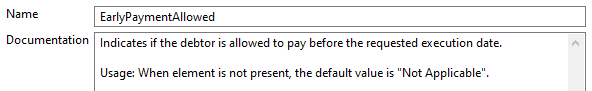 Name EarlyPaymentAllowed
Documentation Indicates if the debtor is allowed to pay before the requested execution date.
Usage: When element is not present, the default value is "Not Applicable".